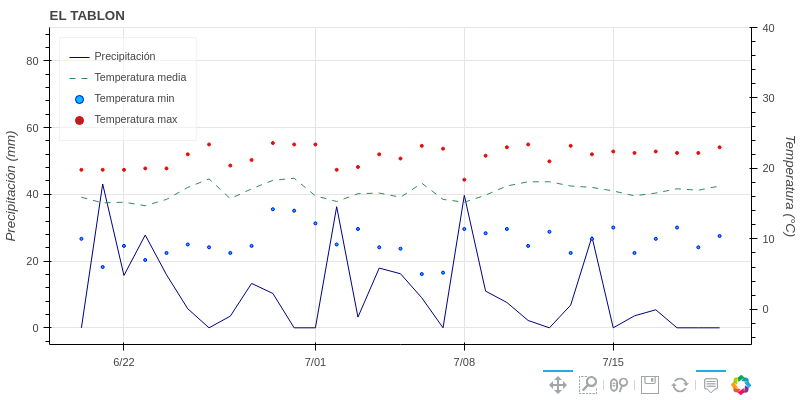 EL TABLON
Precipitación
Temperatura media
Temperatura min
Temperatura max
80
60
40
20
0
Precipitación (mm)
40
30
20
10
0
Temperatura (°C)
6/22
7/01
7/08
7/15